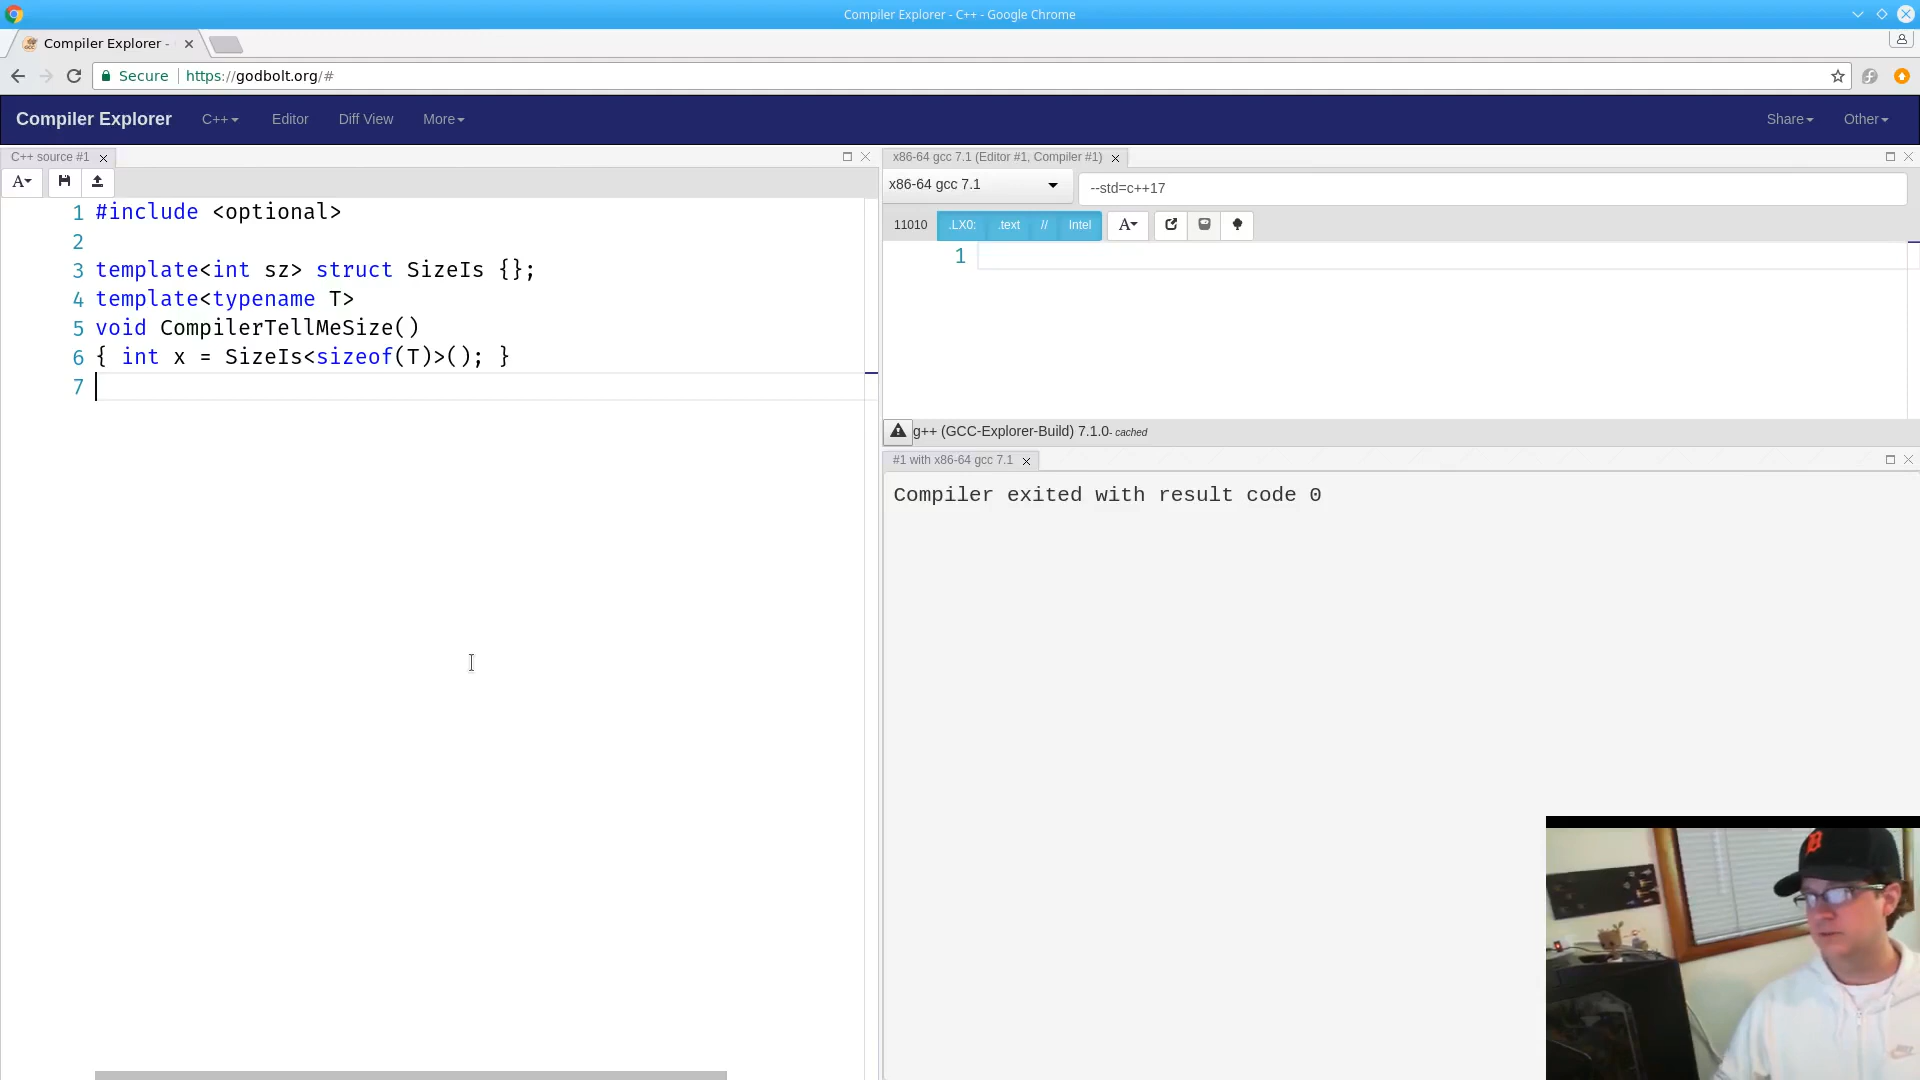 Compiler Explorer - C++ - Google Chrome
Compiler Explorer -
Secure https://godbolt.org/#
Compiler Explorer C++ Editor Diff View More Share Other
C++ source #1
A
1 #include <optional>
2
3 template<int sz> struct SizeIs {};
4 template<typename T>
5 void CompilerTellMeSize()
6 { int x = SizeIs<sizeof(T)>(); }
7
x86-64 gcc 7.1 (Editor #1, Compiler #1)
x86-64 gcc 7.1 --std=c++17
11010 .LX0: .text // Intel A
1
g++ (GCC-Explorer-Build) 7.1.0- cached
#1 with x86-64 gcc 7.1
Compiler exited with result code 0